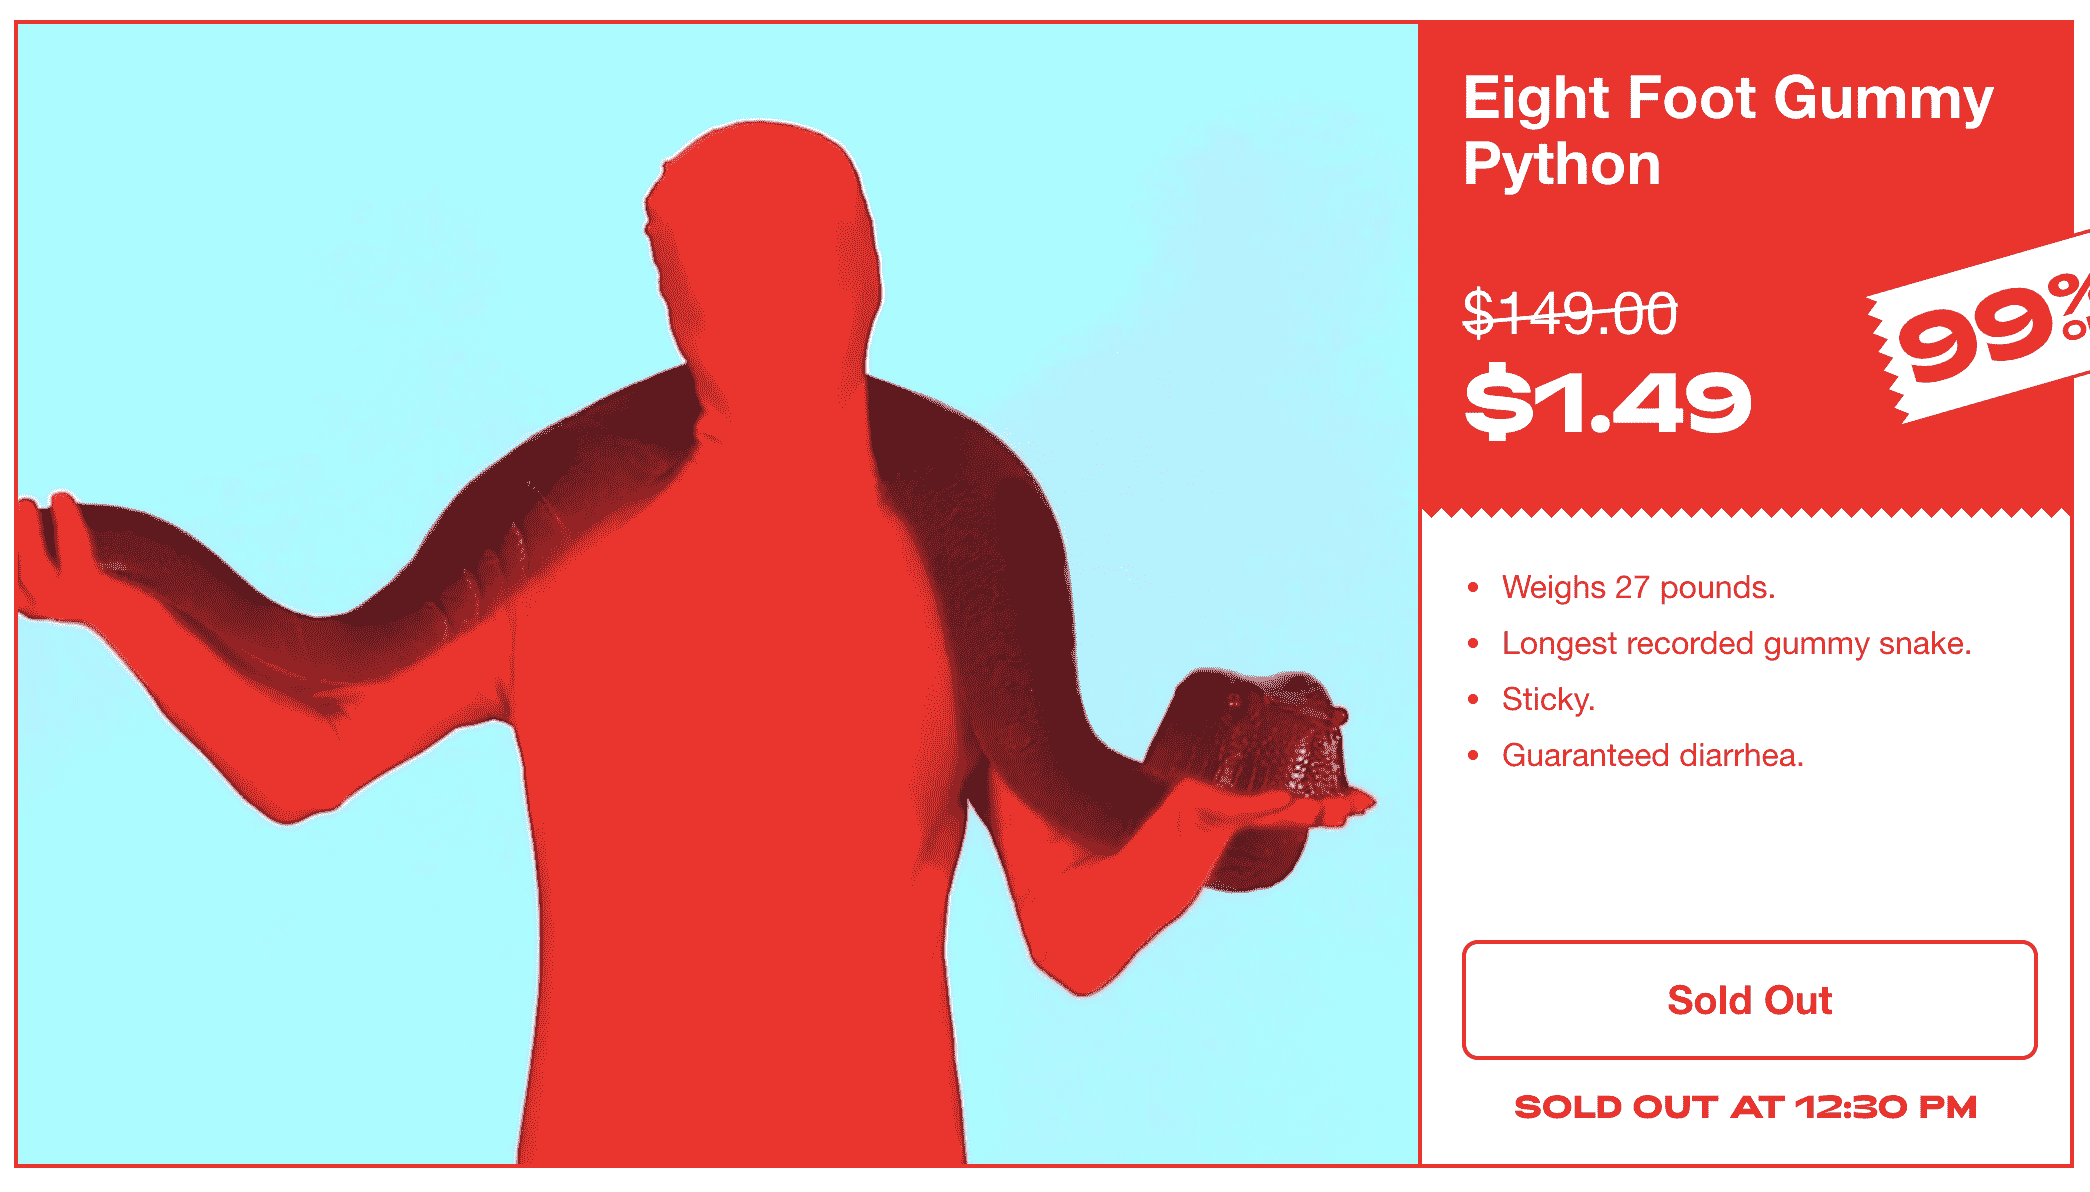 Eight Foot Gummy
Python
$149.00
$1.49
99%
• Weighs 27 pounds.
• Longest recorded gummy snake.
• Sticky.
• Guaranteed diarrhea.
Sold Out
SOLD OUT AT 12:30 PM